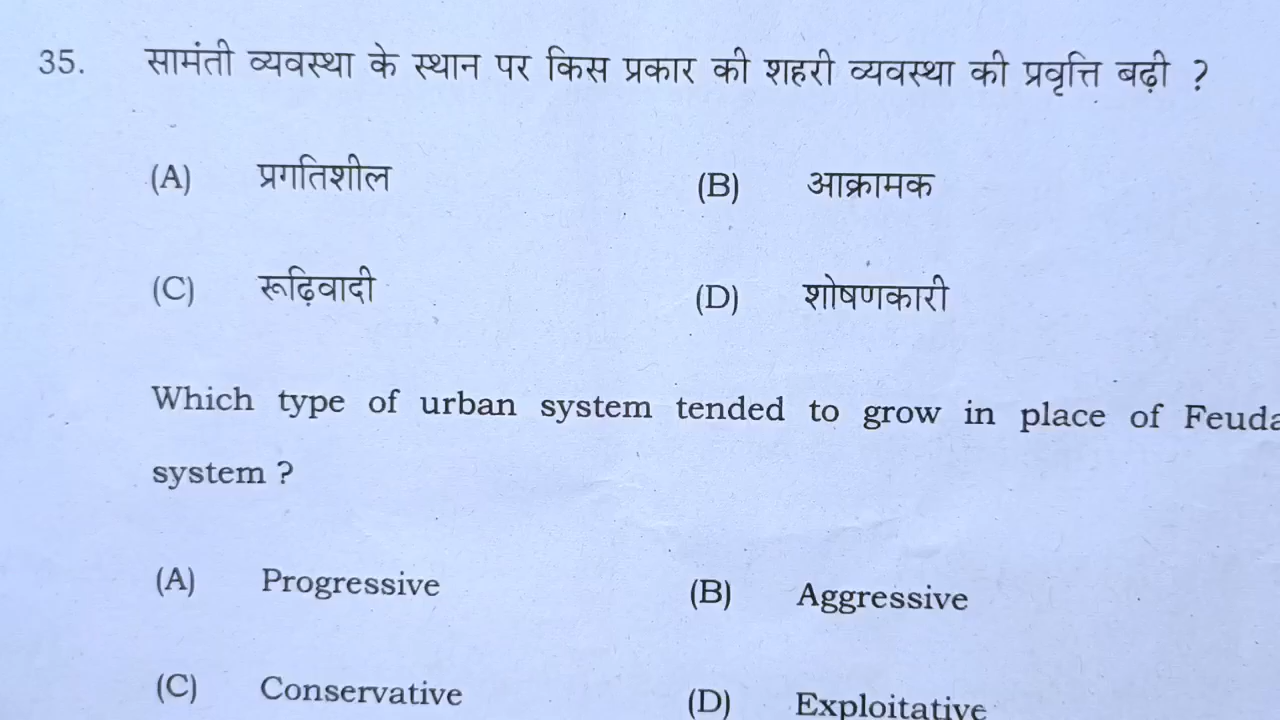 35. सामंती व्यवस्था के स्थान पर किस प्रकार की शहरी व्यवस्था की प्रवृत्ति बढ़ी ?
(A) प्रगतिशील (B) आक्रामक
(C) रूढ़िवादी (D) शोषणकारी
Which type of urban system tended to grow in place of Feuda
system ?
(A) Progressive (B) Aggressive
(C) Conservative (D) Exploitative